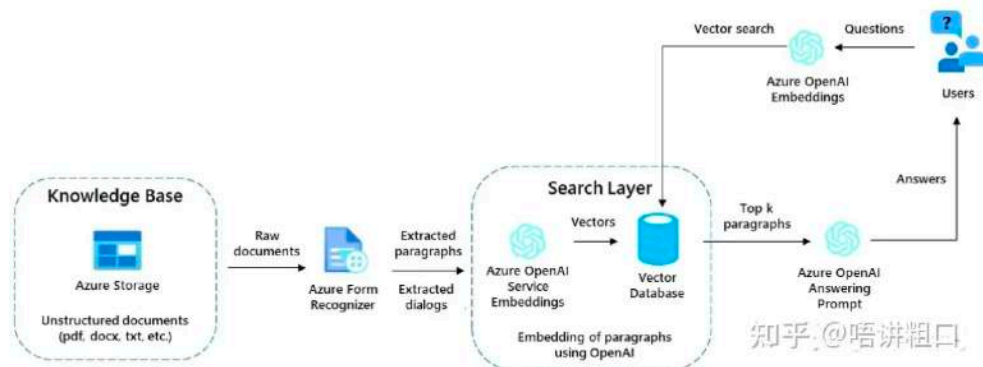 Vector search
Questions
Azure OpenAI
Embeddings
Users
Knowledge Base
Azure Storage
Unstructured documents
(pdf, docx, txt, etc.)
Raw
documents
Azure Form
Recognizer
Extracted
paragraphs
Extracted
dialogs
Search Layer
Azure OpenAI
Service
Embeddings
Vectors
Vector
Database
Embedding of paragraphs
using OpenAI
Top k
paragraphs
Azure OpenAI
Answering
Prompt
Answers
知乎 @唔讲粗口